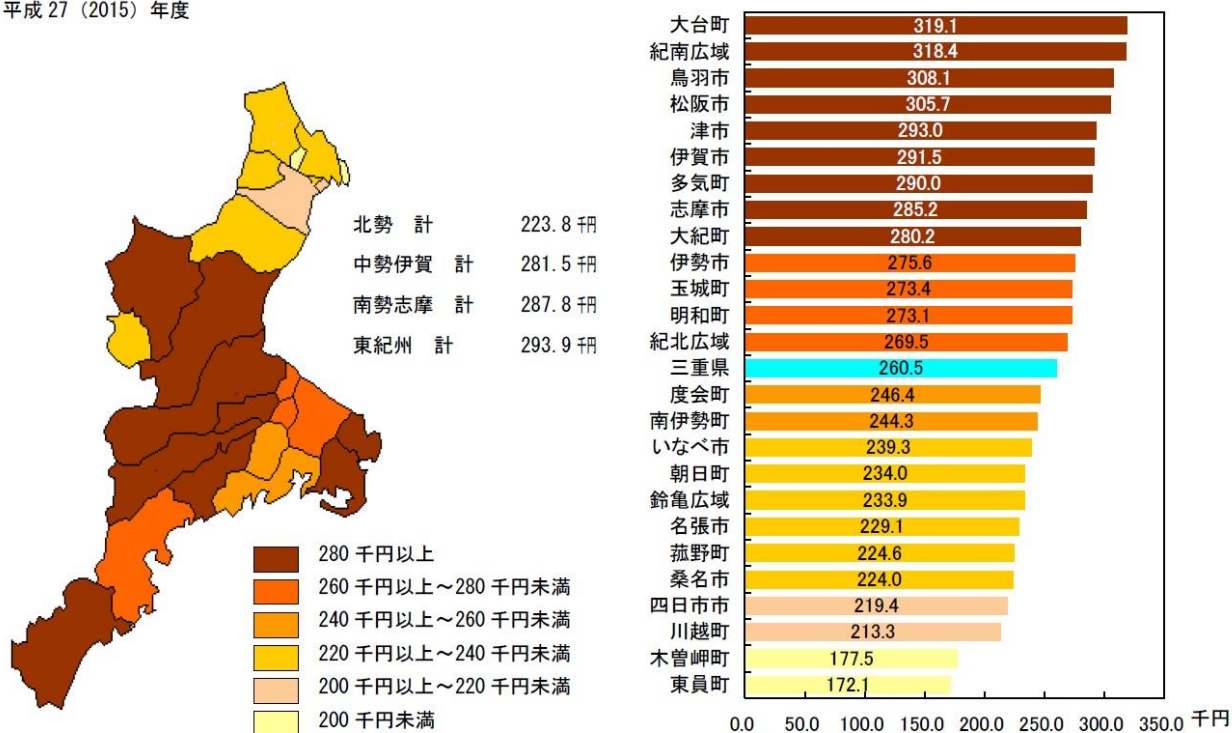 平成 27（2015）年度
北勢　計　223.8 千円
中勢伊賀　計　281.5 千円
南勢志摩　計　287.8 千円
東紀州　計　293.9 千円
280 千円以上
260 千円以上～280 千円未満
240 千円以上～260 千円未満
220 千円以上～240 千円未満
200 千円以上～220 千円未満
200 千円未満
大台町 319.1
紀南広域 318.4
鳥羽市 308.1
松阪市 305.7
津市 293.0
伊賀市 291.5
多気町 290.0
志摩市 285.2
大紀町 280.2
伊勢市 275.6
玉城町 273.4
明和町 273.1
紀北広域 269.5
三重県 260.5
度会町 246.4
南伊勢町 244.3
いなべ市 239.3
朝日町 234.0
鈴亀広域 233.9
名張市 229.1
菰野町 224.6
桑名市 224.0
四日市市 219.4
川越町 213.3
木曽岬町 177.5
東員町 172.1
0.0 50.0 100.0 150.0 200.0 250.0 300.0 350.0 千円